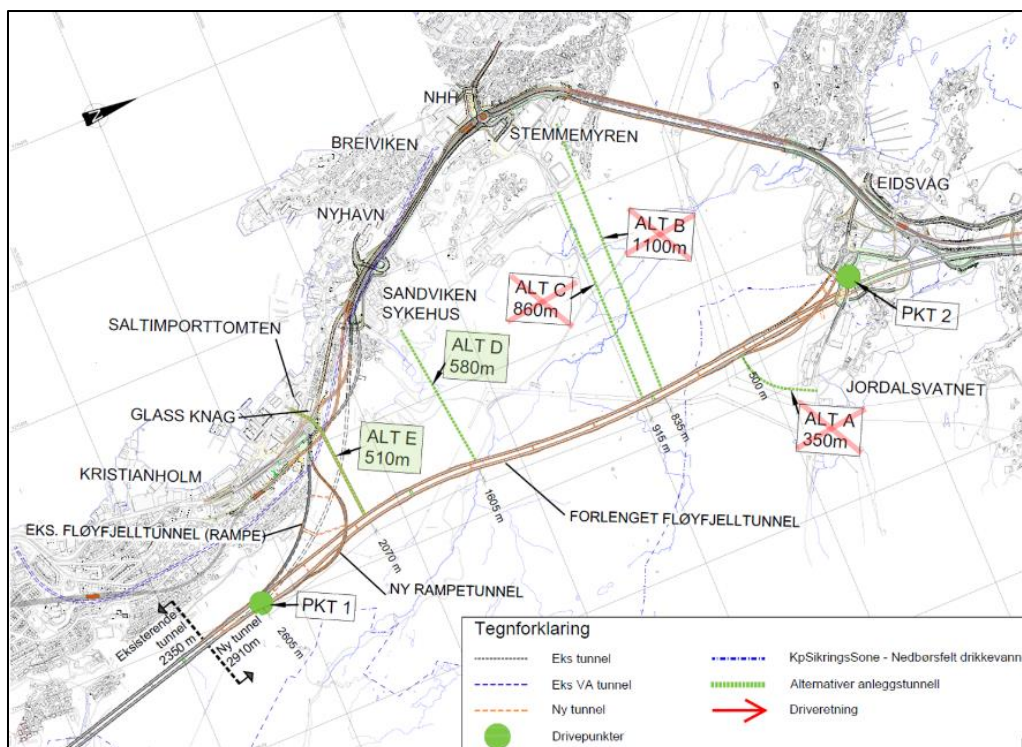 NHH
STEMMEMYREN
BREIVIKEN
EIDSVÅG
NYHAVN
ALT B
1100m
ALT C
860m
PKT 2
SANDVIKEN
SYKEHUS
SALTIMPORTTOMTEN
ALT D
580m
500 m
JORDALSVATNET
ALT A
350m
GLASS KNAG
835 m
915 m
ALT E
510m
KRISTIANHOLM
1605 m
FORLENGET FLØYFJELLTUNNEL
EKS. FLØYFJELLTUNNEL (RAMPE)
2070 m
NY RAMPETUNNEL
PKT 1
2605 m
Eksisterende
tunnel
2350 m
Ny tunnel
2910m
Tegnforklaring
Eks tunnel
Eks VA tunnel
Ny tunnel
Drivepunkter
KpSikringsSone - Nedbørsfelt drikkevann
Alternativer anleggstunnell
Driveretning